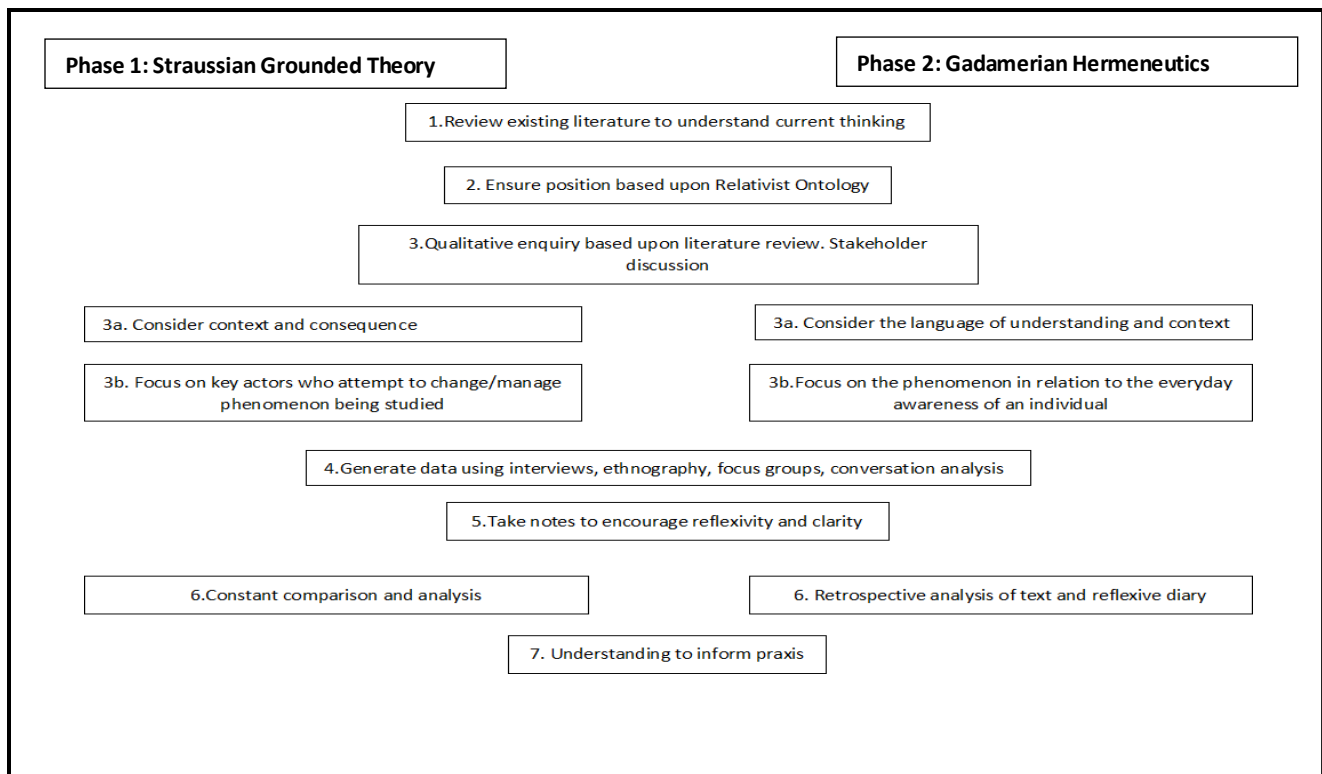 Phase 1: Straussian Grounded Theory
Phase 2: Gadamerian Hermeneutics
1.Review existing literature to understand current thinking
2. Ensure position based upon Relativist Ontology
3.Qualitative enquiry based upon literature review. Stakeholder
discussion
3a. Consider context and consequence
3a. Consider the language of understanding and context
3b. Focus on key actors who attempt to change/manage
phenomenon being studied
3b.Focus on the phenomenon in relation to the everyday
awareness of an individual
4.Generate data using interviews, ethnography, focus groups, conversation analysis
5.Take notes to encourage reflexivity and clarity
6.Constant comparison and analysis
6. Retrospective analysis of text and reflexive diary
7. Understanding to inform praxis